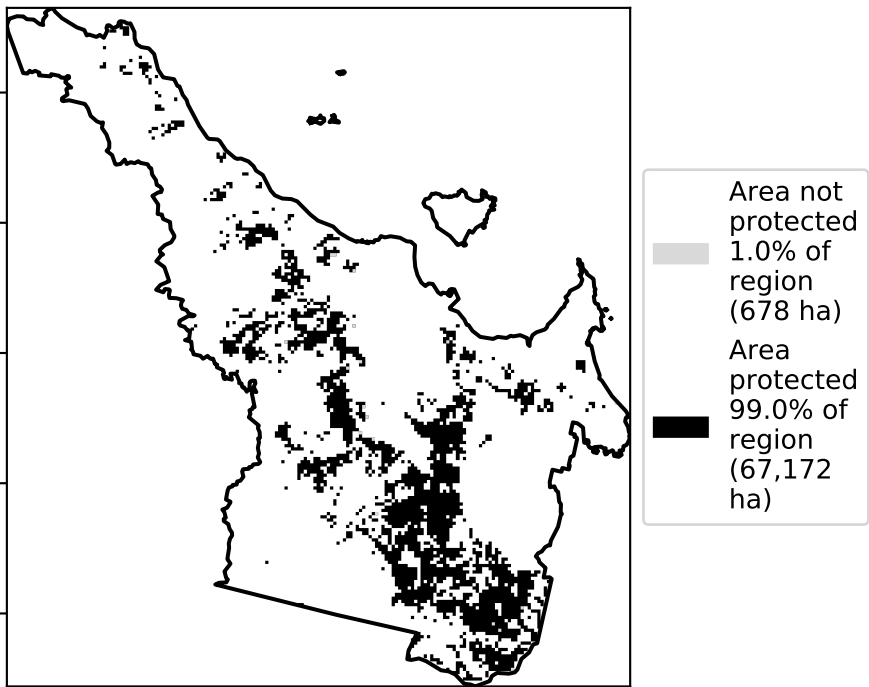 Area not
protected
1.0% of
region
(678 ha)
Area
protected
99.0% of
region
(67,172
ha)